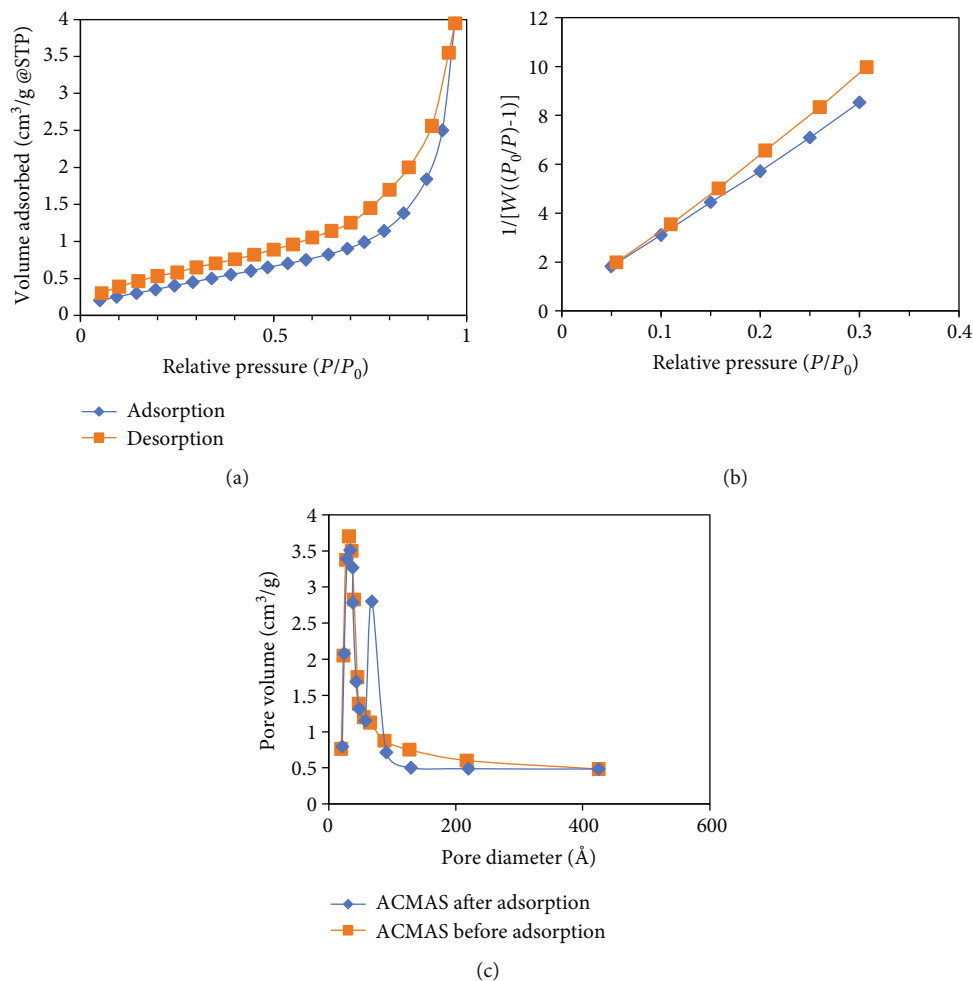 4
3.5
3
2.5
2
1.5
1
0.5
0
0 0.5 1
Volume adsorbed (cm³/g @STP)
Relative pressure (P/P₀)
Adsorption
Desorption
(a)
12
10
8
6
4
2
0
0 0.1 0.2 0.3 0.4
1/[W((P₀/P)-1)]
Relative pressure (P/P₀)
(b)
4
3.5
3
2.5
2
1.5
1
0.5
0
0 200 400 600
Pore volume (cm³/g)
Pore diameter (Å)
ACMAS after adsorption
ACMAS before adsorption
(c)